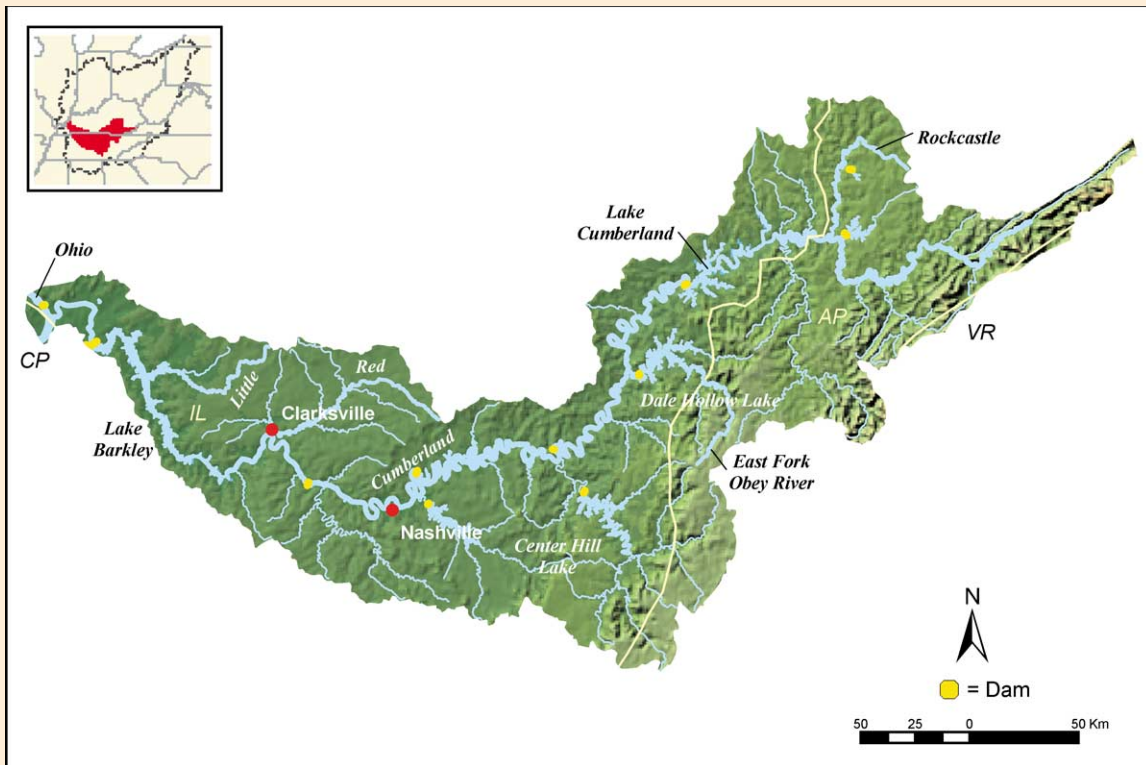 Ohio
CP
Lake
Barkley
IL
Little
Red
Clarksville
Cumberland
Nashville
Center Hill
Lake
Lake
Cumberland
Dale Hollow Lake
East Fork
Obey River
Rockcastle
AP
VR
N
= Dam
50 25 0 50 Km